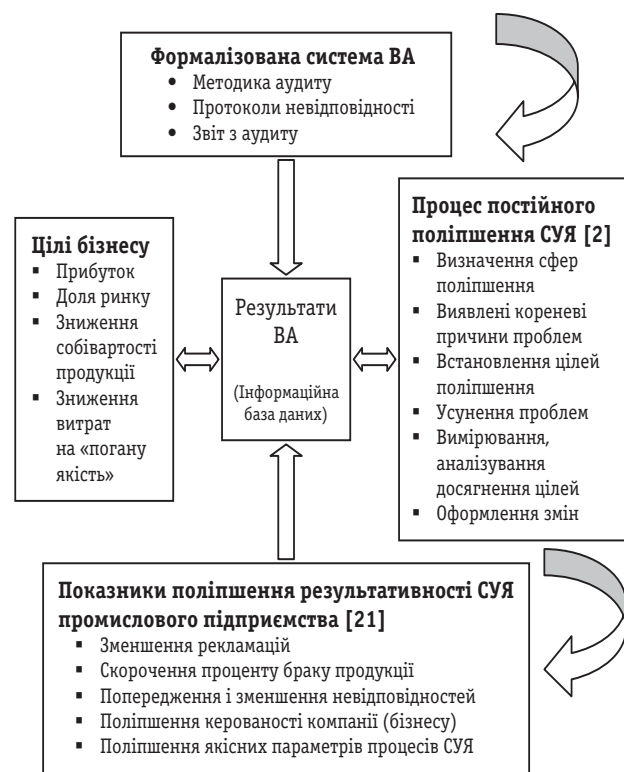 Формалізована система ВА
• Методика аудиту
• Протоколи невідповідності
• Звіт з аудиту
Цілі бізнесу
▪ Прибуток
▪ Доля ринку
▪ Зниження
собівартості
продукції
▪ Зниження
витрат
на «погану
якість»
Результати
ВА
(Інформаційна
база даних)
Процес постійного
поліпшення СУЯ [2]
▪ Визначення сфер
поліпшення
▪ Виявлені кореневі
причини проблем
▪ Встановлення цілей
поліпшення
▪ Усунення проблем
▪ Вимірювання,
аналізування
досягнення цілей
▪ Оформлення змін
Показники поліпшення результативності СУЯ
промислового підприємства [21]
▪ Зменшення рекламацій
▪ Скорочення проценту браку продукції
▪ Попередження і зменшення невідповідностей
▪ Поліпшення керованості компанії (бізнесу)
▪ Поліпшення якісних параметрів процесів СУЯ